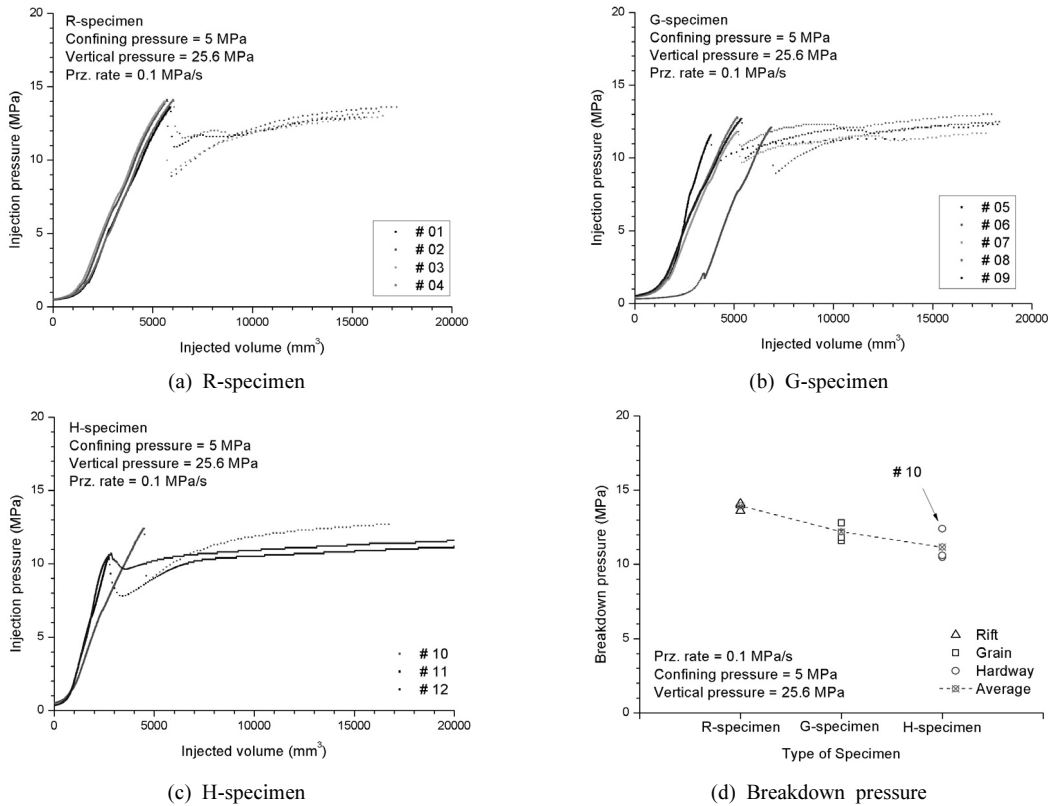 R-specimen
Confining pressure = 5 MPa
Vertical pressure = 25.6 MPa
Prz. rate = 0.1 MPa/s
Injection pressure (MPa)
20
15
10
5
0
0 5000 10000 15000 20000
Injected volume (mm³)
# 01
# 02
# 03
# 04
(a) R-specimen
G-specimen
Confining pressure = 5 MPa
Vertical pressure = 25.6 MPa
Prz. rate = 0.1 MPa/s
Injection pressure (MPa)
20
15
10
5
0
0 5000 10000 15000 20000
Injected volume (mm³)
# 05
# 06
# 07
# 08
# 09
(b) G-specimen
H-specimen
Confining pressure = 5 MPa
Vertical pressure = 25.6 MPa
Prz. rate = 0.1 MPa/s
Injection pressure (MPa)
20
15
10
5
0
0 5000 10000 15000 20000
Injected volume (mm³)
# 10
# 11
# 12
(c) H-specimen
Breakdown pressure (MPa)
20
15
10
5
0
# 10
Prz. rate = 0.1 MPa/s
Confining pressure = 5 MPa
Vertical pressure = 25.6 MPa
Rift
Grain
Hardway
Average
R-specimen G-specimen H-specimen
Type of Specimen
(d) Breakdown pressure